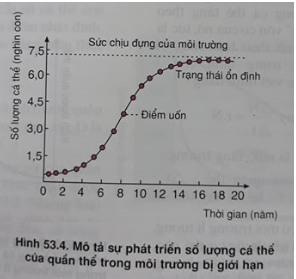 Sức chịu đựng của môi trường
7,5
6,0
4,5
3,0
1,5
Số lượng cá thể (nghìn con)
Trạng thái ổn định
Điểm uốn
0 2 4 6 8 10 12 14 16 18 20
Thời gian (năm)
Hình 53.4. Mô tả sự phát triển số lượng cá thể
của quần thể trong môi trường bị giới hạn